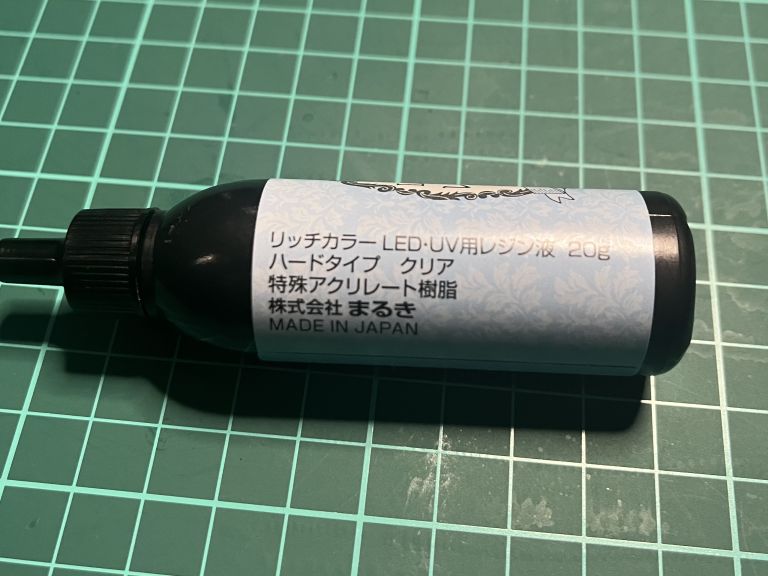 リッチカラー LED·UV用レジン液 20g
ハードタイプ クリア
特殊アクリレート樹脂
株式会社 まるき
MADE IN JAPAN